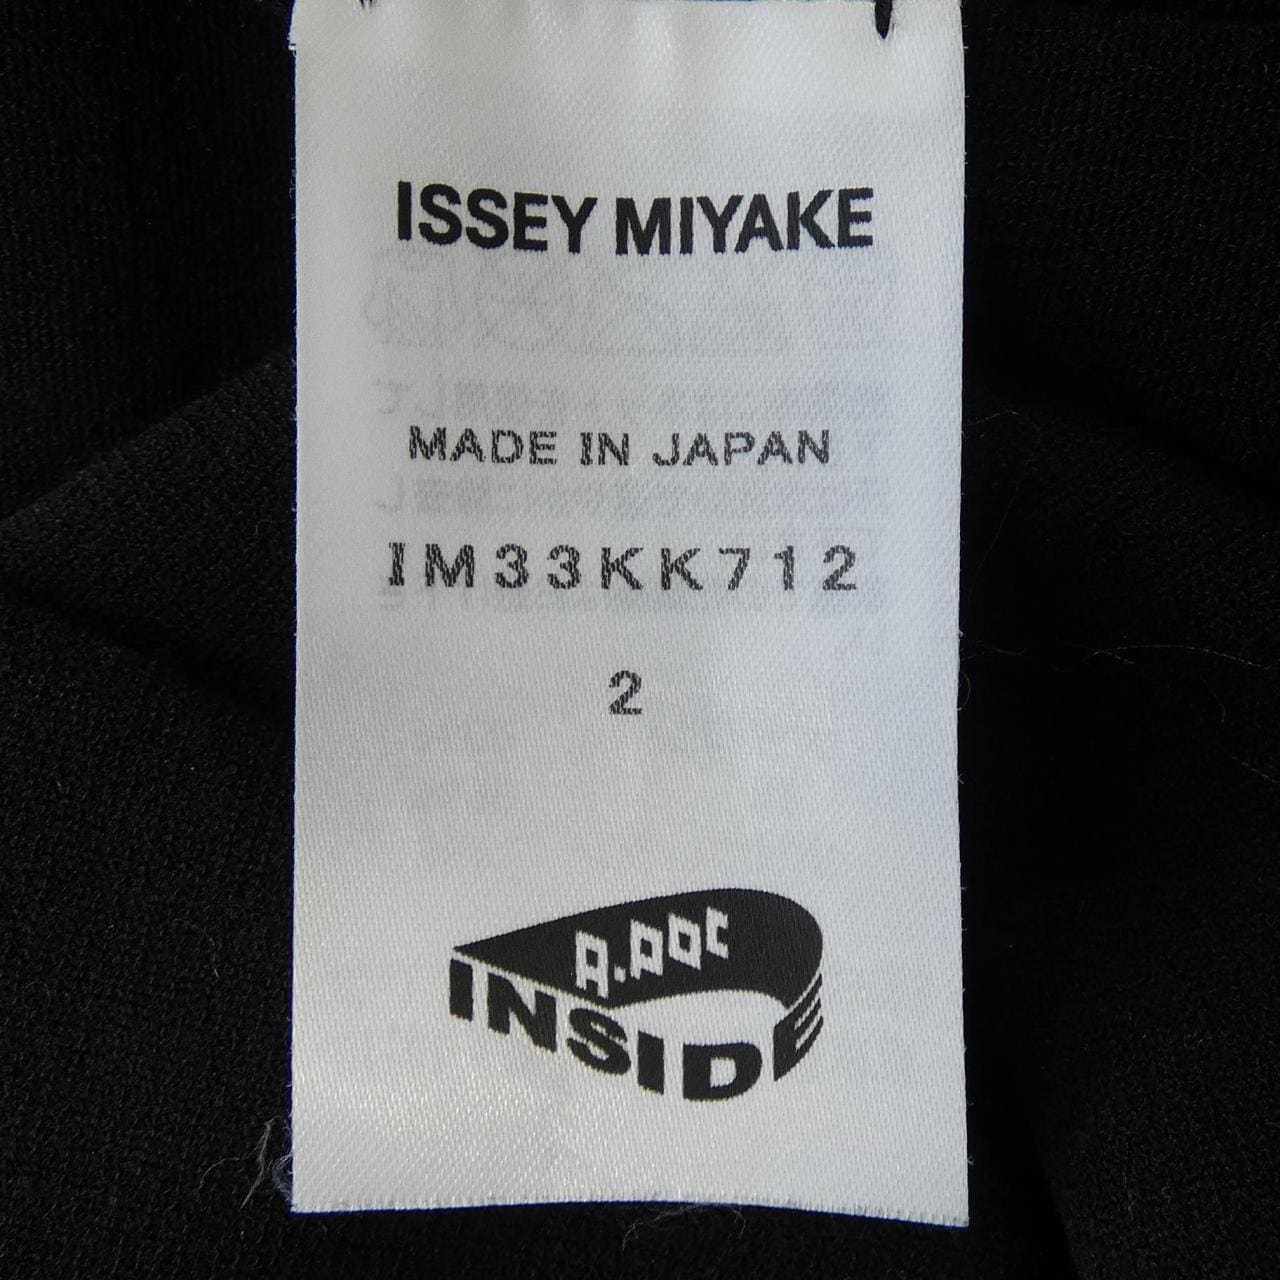 ISSEY MIYAKE
MADE IN JAPAN
IM33KK712
2
A.POC
INSIDE